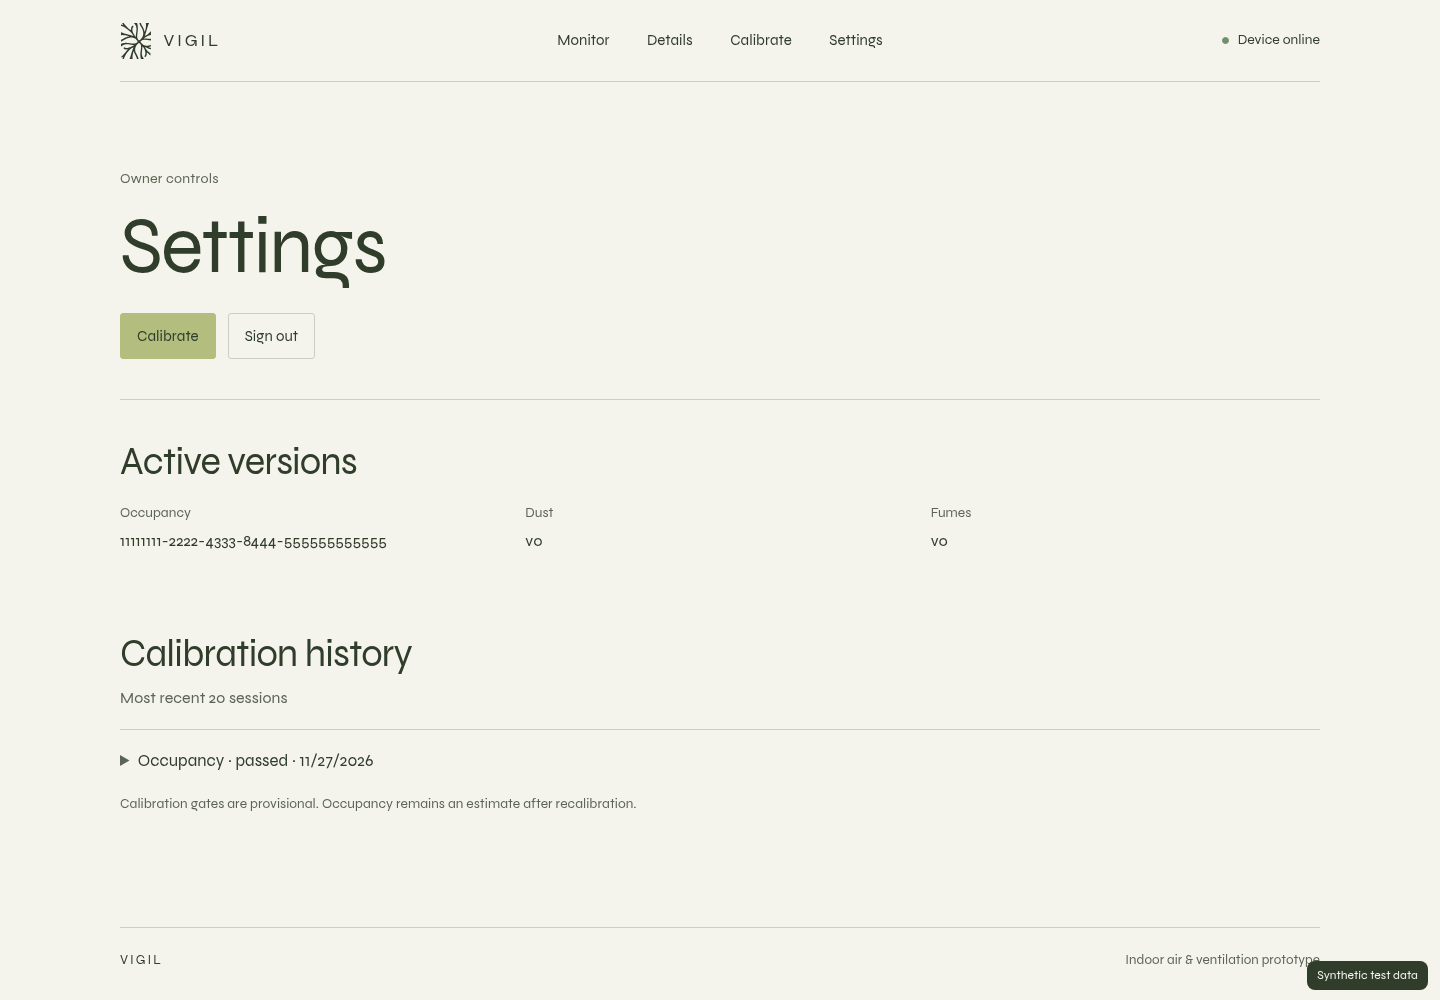 VIGIL
Monitor Details Calibrate Settings
Device online
Owner controls
Settings
Calibrate Sign out
Active versions
Occupancy Dust Fumes
11111111-2222-4333-8444-555555555555 v0 v0
Calibration history
Most recent 20 sessions
Occupancy · passed · 11/27/2026
Calibration gates are provisional. Occupancy remains an estimate after recalibration.
VIGIL
Indoor air & ventilation prototype
Synthetic test data